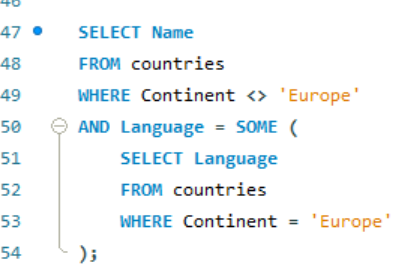 46
47 SELECT Name
48 FROM countries
49 WHERE Continent <> 'Europe'
50 AND Language = SOME (
51 SELECT Language
52 FROM countries
53 WHERE Continent = 'Europe'
54 );